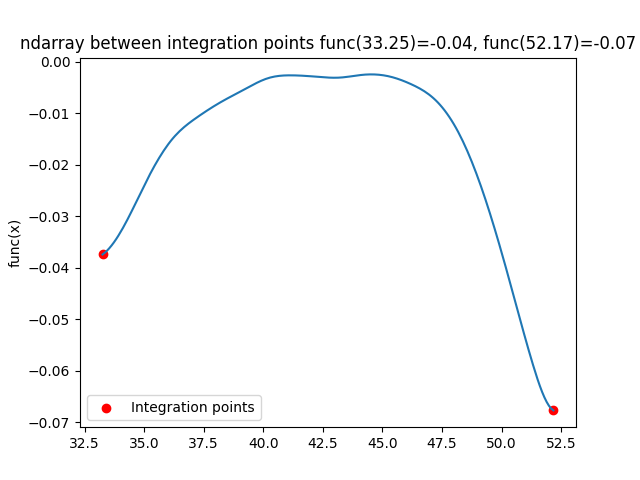 ndarray between integration points func(33.25)=-0.04, func(52.17)=-0.07
0.00
−0.01
−0.02
−0.03
func(x)
−0.04
−0.05
−0.06
−0.07
Integration points
32.5 35.0 37.5 40.0 42.5 45.0 47.5 50.0 52.5